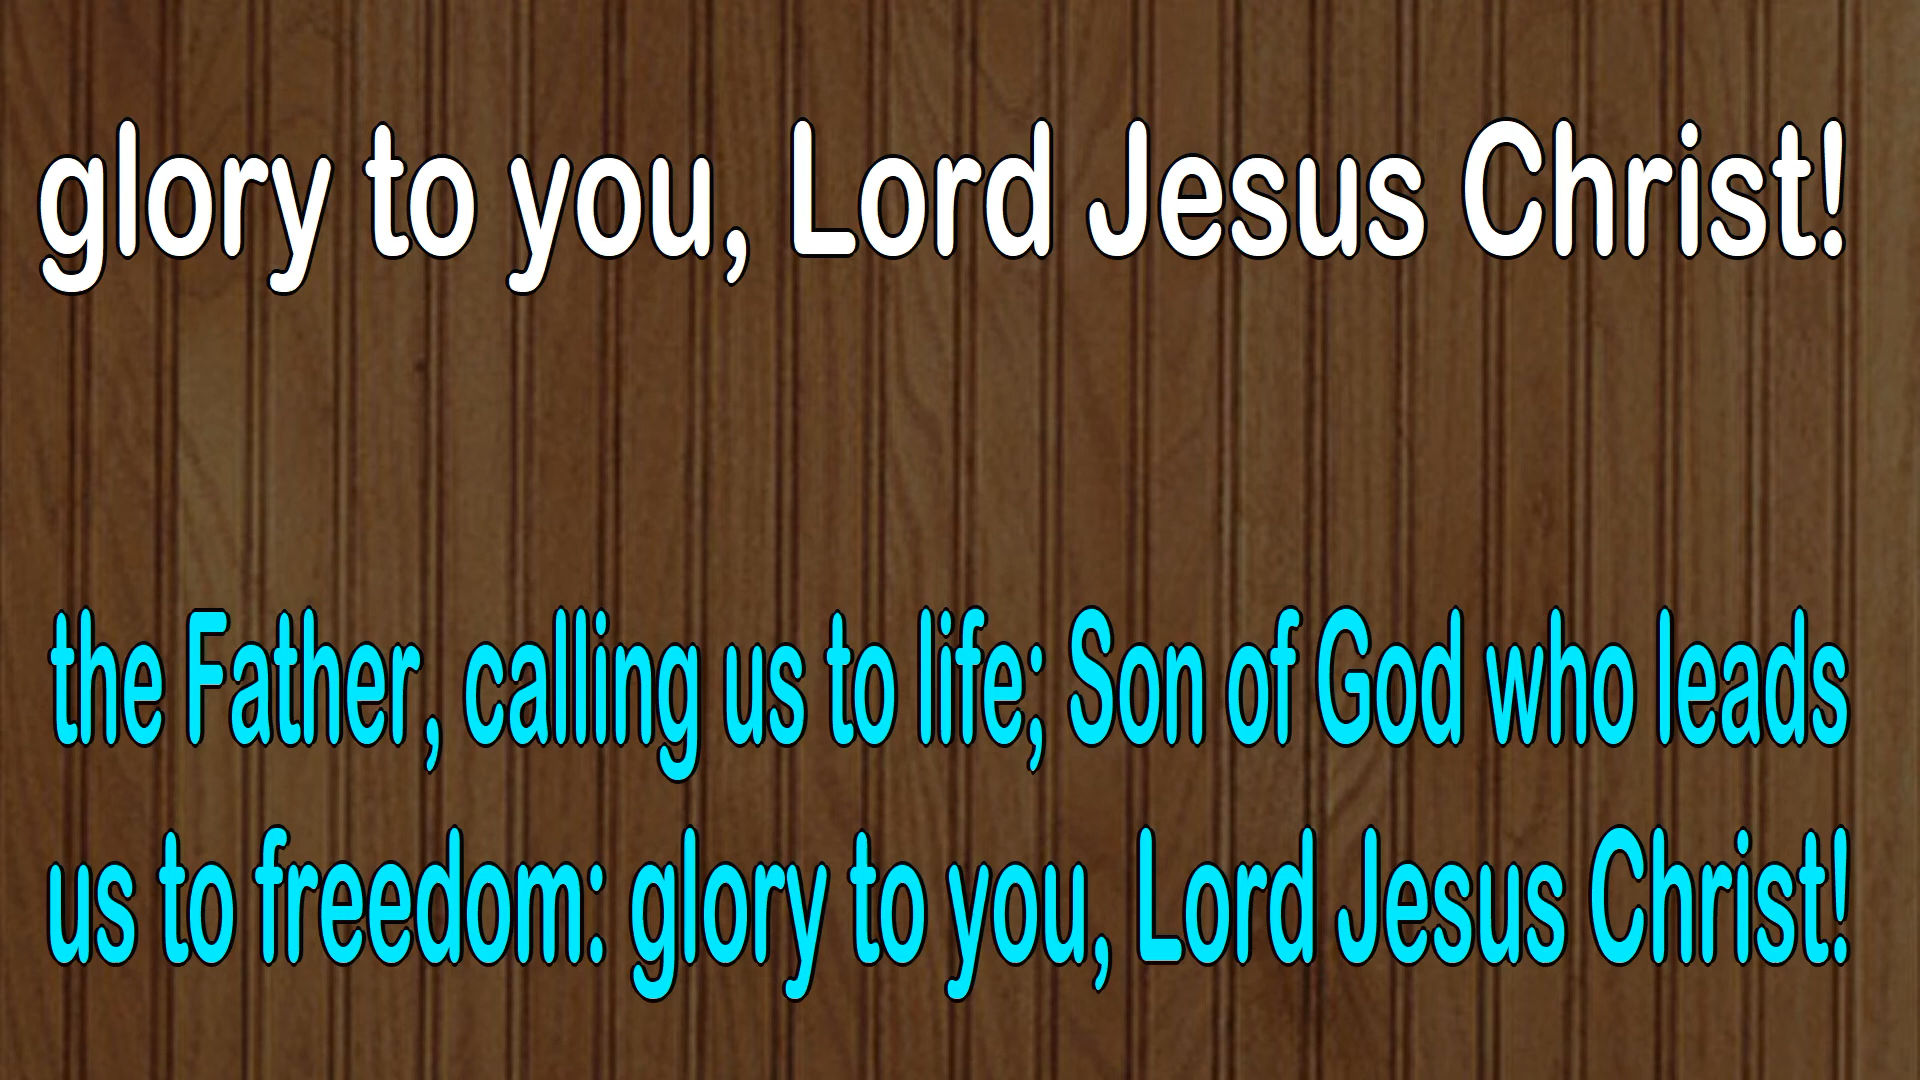 glory to you, Lord Jesus Christ!
the Father, calling us to life; Son of God who leads
us to freedom: glory to you, Lord Jesus Christ!